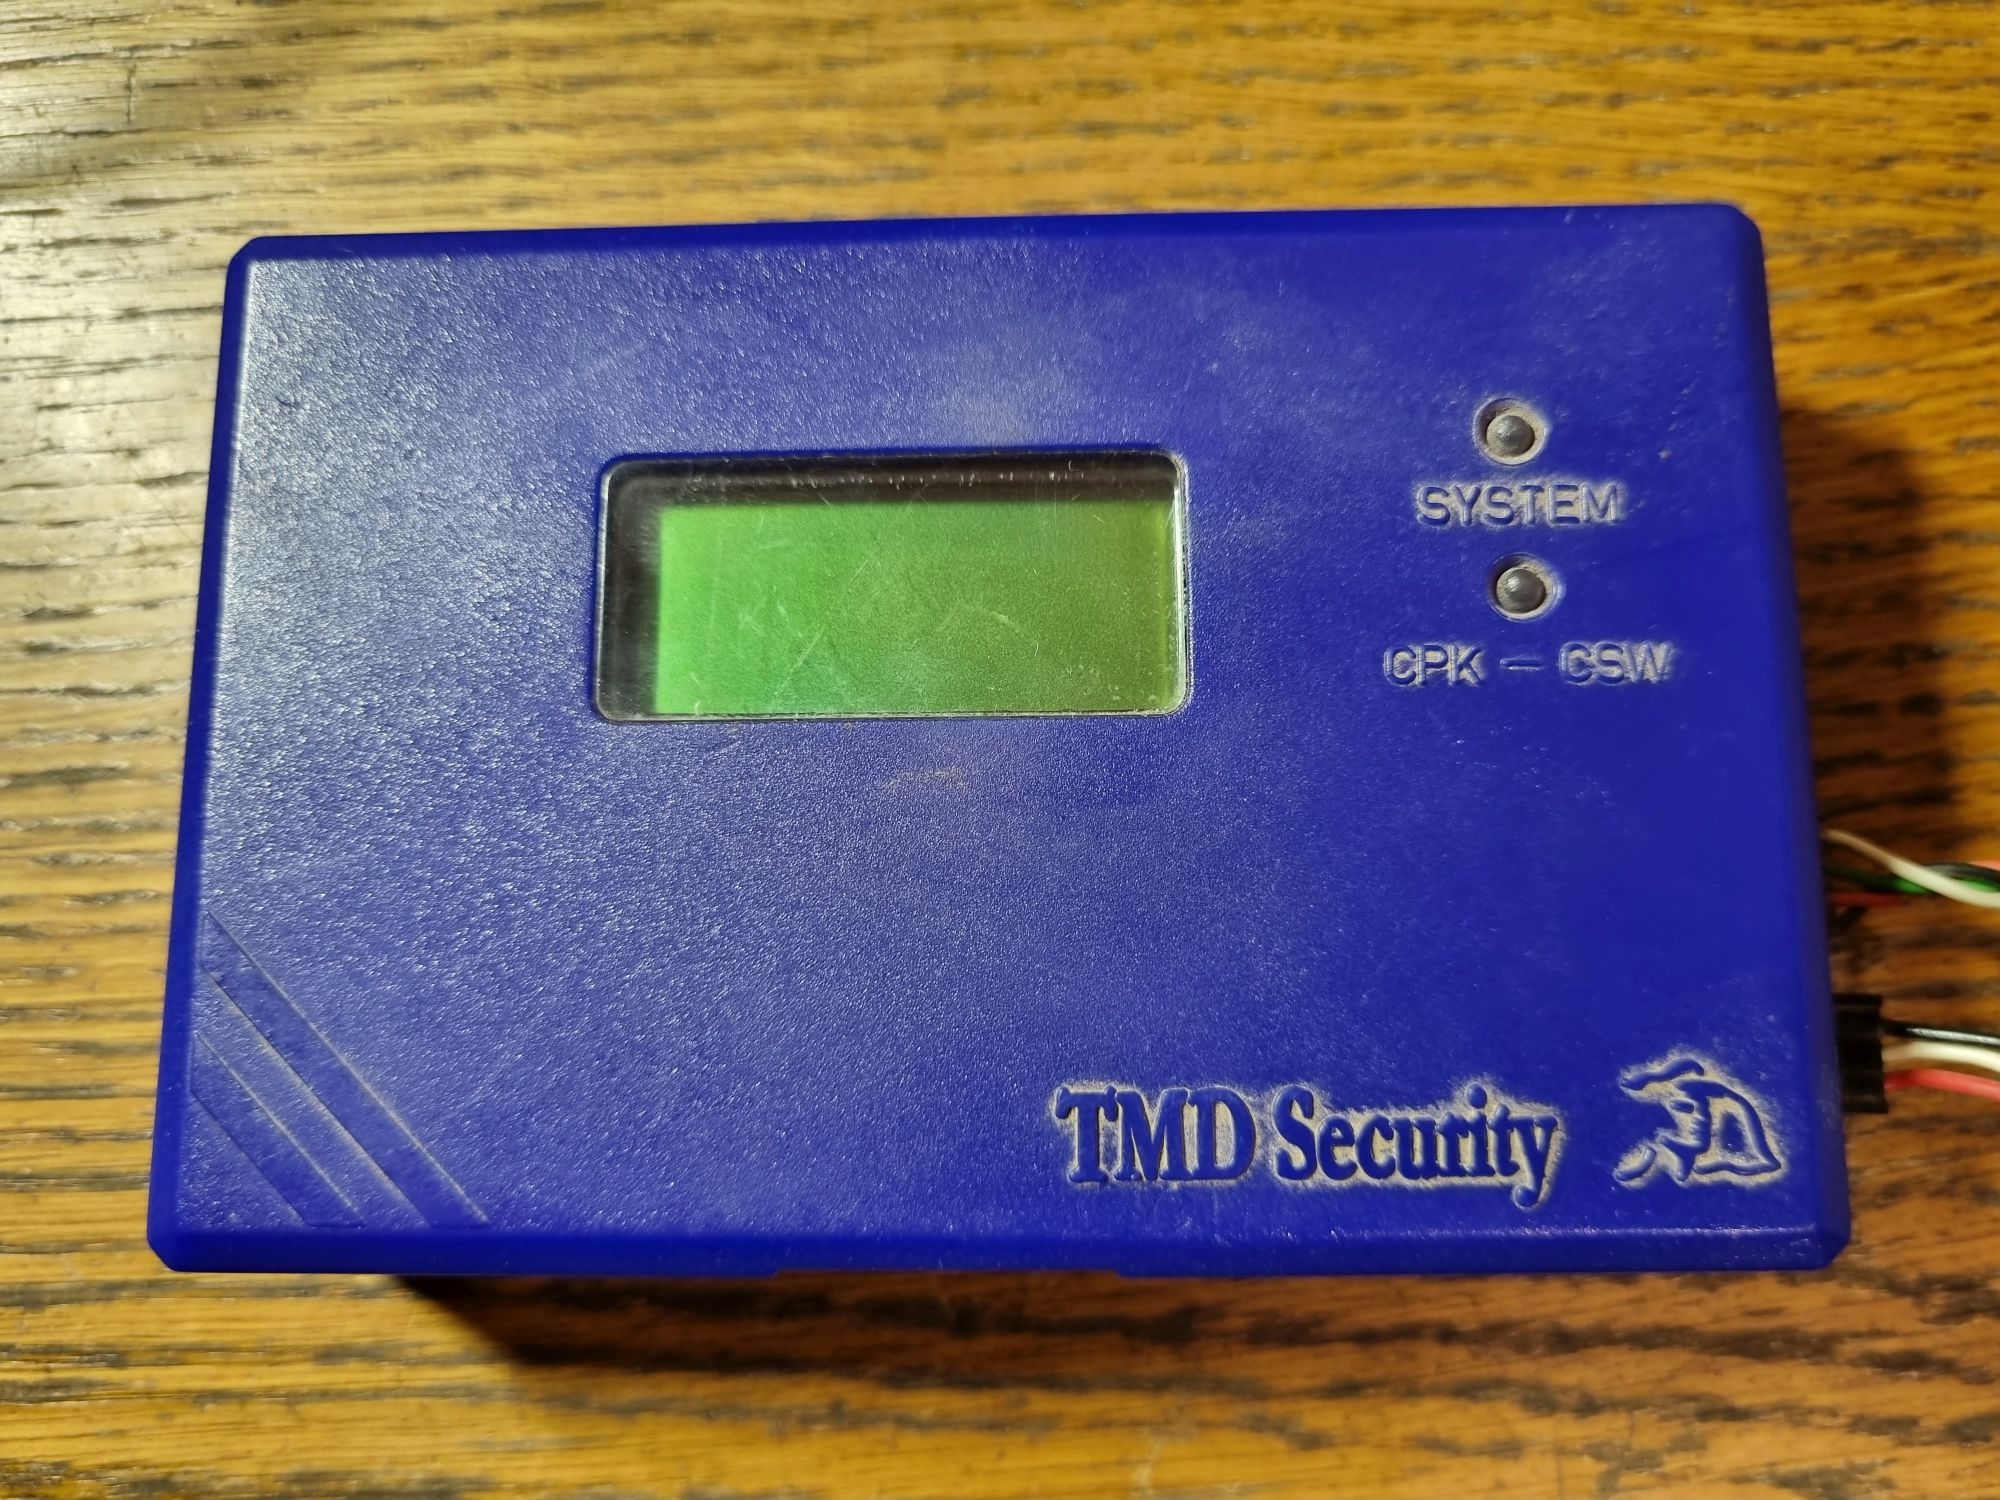 SYSTEM
CPK – CSW
TMD Security